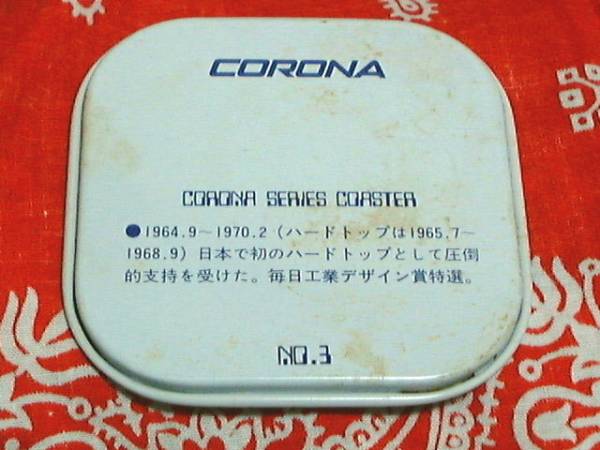 CORONA
CORONA SERIES COASTER
●1964.9〜1970.2（ハードトップは1965.7〜
1968.9）日本で初のハードトップとして圧倒
的支持を受けた。毎日工業デザイン賞特選。
NO.3